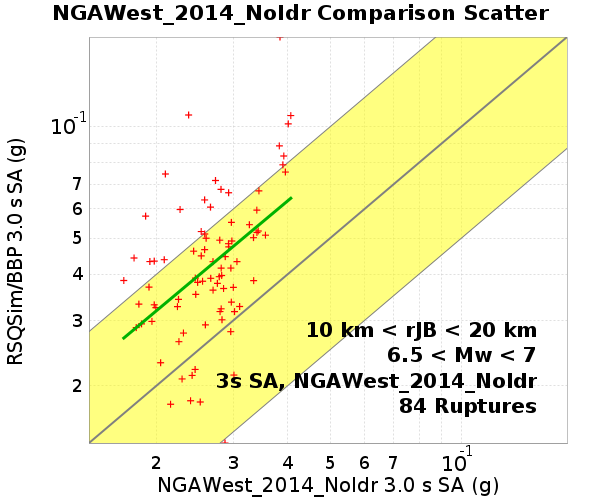 NGAWest_2014_NoIdr Comparison Scatter
RSQSim/BBP 3.0 s SA (g)
10⁻¹
7
6
5
4
3
2
10 km < rJB < 20 km
6.5 < Mw < 7
3s SA, NGAWest_2014_NoIdr
84 Ruptures
2 3 4 5 6 7 10⁻¹
NGAWest_2014_NoIdr 3.0 s SA (g)